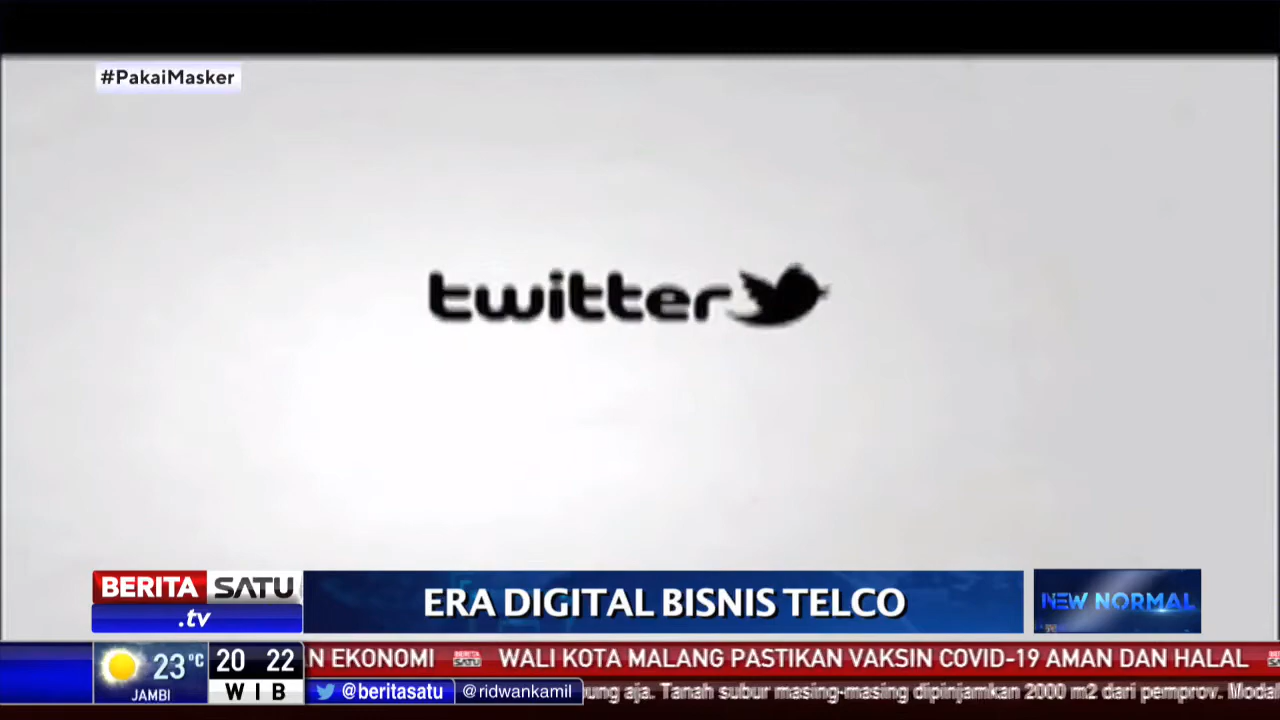 #PakaiMasker
twitter
BERITA SATU
.tv
ERA DIGITAL BISNIS TELCO
NEW NORMAL
23°C
JAMBI
20 22
WIB
N EKONOMI BERITA SATU WALI KOTA MALANG PASTIKAN VAKSIN COVID-19 AMAN DAN HALAL
@beritasatu @ridwankamil aja. Tanah subur masing-masing dipinjamkan 2000 m2 dari pemprov.